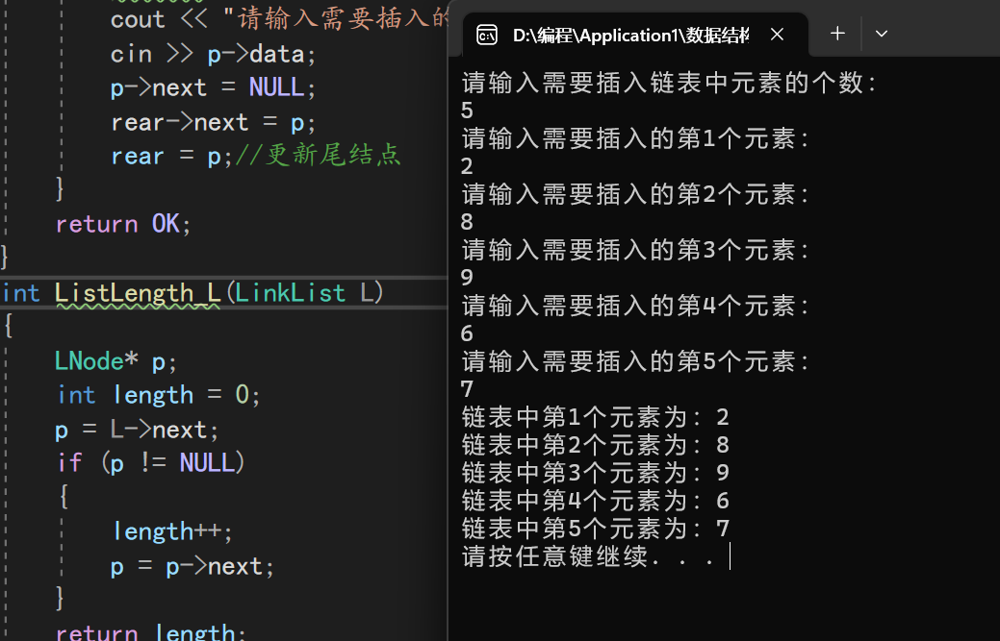 cout << "请输入需要插入的
cin >> p->data;
p->next = NULL;
rear->next = p;
rear = p;//更新尾结点
}
return OK;
}
int ListLength_L(LinkList L)
{
LNode* p;
int length = 0;
p = L->next;
if (p != NULL)
{
length++;
p = p->next;
}
return length;
D:\编程\Application1\数据结构
请输入需要插入链表中元素的个数:
5
请输入需要插入的第1个元素:
2
请输入需要插入的第2个元素:
8
请输入需要插入的第3个元素:
9
请输入需要插入的第4个元素:
6
请输入需要插入的第5个元素:
7
链表中第1个元素为: 2
链表中第2个元素为: 8
链表中第3个元素为: 9
链表中第4个元素为: 6
链表中第5个元素为: 7
请按任意键继续. . .